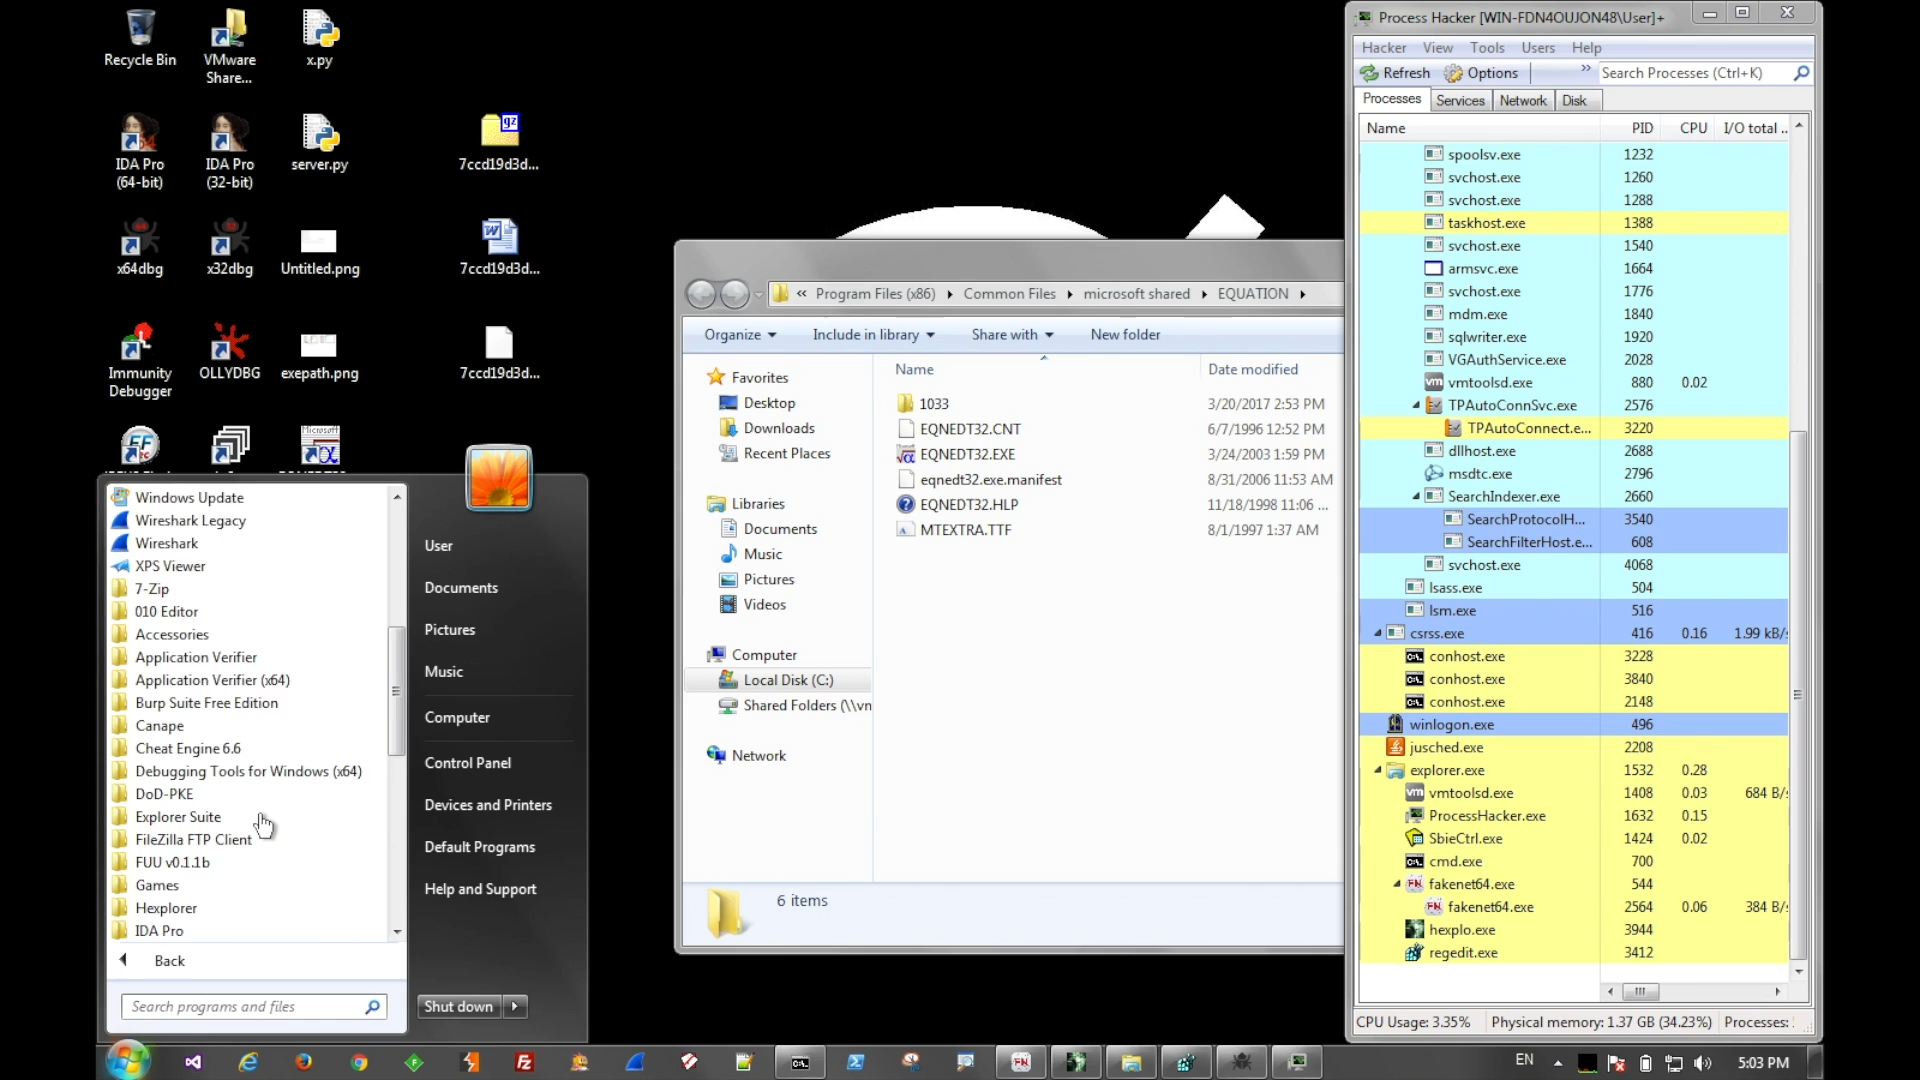 Recycle Bin
VMware
Share...
x.py
IDA Pro
(64-bit)
IDA Pro
(32-bit)
server.py
gz
7ccd19d3d...
x64dbg
x32dbg
Untitled.png
7ccd19d3d...
Immunity
Debugger
OLLYDBG
exepath.png
7ccd19d3d...
Microsoft
Windows Update
Wireshark Legacy
Wireshark
XPS Viewer
7-Zip
010 Editor
Accessories
Application Verifier
Application Verifier (x64)
Burp Suite Free Edition
Canape
Cheat Engine 6.6
Debugging Tools for Windows (x64)
DoD-PKE
Explorer Suite
FileZilla FTP Client
FUU v0.1.1b
Games
Hexplorer
IDA Pro
Back
Search programs and files
User
Documents
Pictures
Music
Computer
Control Panel
Devices and Printers
Default Programs
Help and Support
Shut down
« Program Files (x86) Common Files microsoft shared EQUATION
Organize Include in library Share with New folder
Favorites
Desktop
Downloads
Recent Places
Libraries
Documents
Music
Pictures
Videos
Computer
Local Disk (C:)
Shared Folders (\\vn
Network
Name Date modified
1033 3/20/2017 2:53 PM
EQNEDT32.CNT 6/7/1996 12:52 PM
EQNEDT32.EXE 3/24/2003 1:59 PM
eqnedt32.exe.manifest 8/31/2006 11:53 AM
EQNEDT32.HLP 11/18/1998 11:06 ...
MTEXTRA.TTF 8/1/1997 1:37 AM
6 items
Process Hacker [WIN-FDN4OUJON48\User]+
Hacker View Tools Users Help
Refresh Options » Search Processes (Ctrl+K)
Processes Services Network Disk
Name PID CPU I/O total ...
spoolsv.exe 1232
svchost.exe 1260
svchost.exe 1288
taskhost.exe 1388
svchost.exe 1540
armsvc.exe 1664
svchost.exe 1776
mdm.exe 1840
sqlwriter.exe 1920
VGAuthService.exe 2028
vmtoolsd.exe 880 0.02
TPAutoConnSvc.exe 2576
TPAutoConnect.e... 3220
dllhost.exe 2688
msdtc.exe 2796
SearchIndexer.exe 2660
SearchProtocolH... 3540
SearchFilterHost.e... 608
svchost.exe 4068
lsass.exe 504
lsm.exe 516
csrss.exe 416 0.16 1.99 kB/
conhost.exe 3228
conhost.exe 3840
conhost.exe 2148
winlogon.exe 496
jusched.exe 2208
explorer.exe 1532 0.28
vmtoolsd.exe 1408 0.03 684 B/
ProcessHacker.exe 1632 0.15
SbieCtrl.exe 1424 0.02
cmd.exe 700
fakenet64.exe 544
fakenet64.exe 2564 0.06 384 B/
hexplo.exe 3944
regedit.exe 3412
CPU Usage: 3.35% Physical memory: 1.37 GB (34.23%) Processes:
EN 5:03 PM